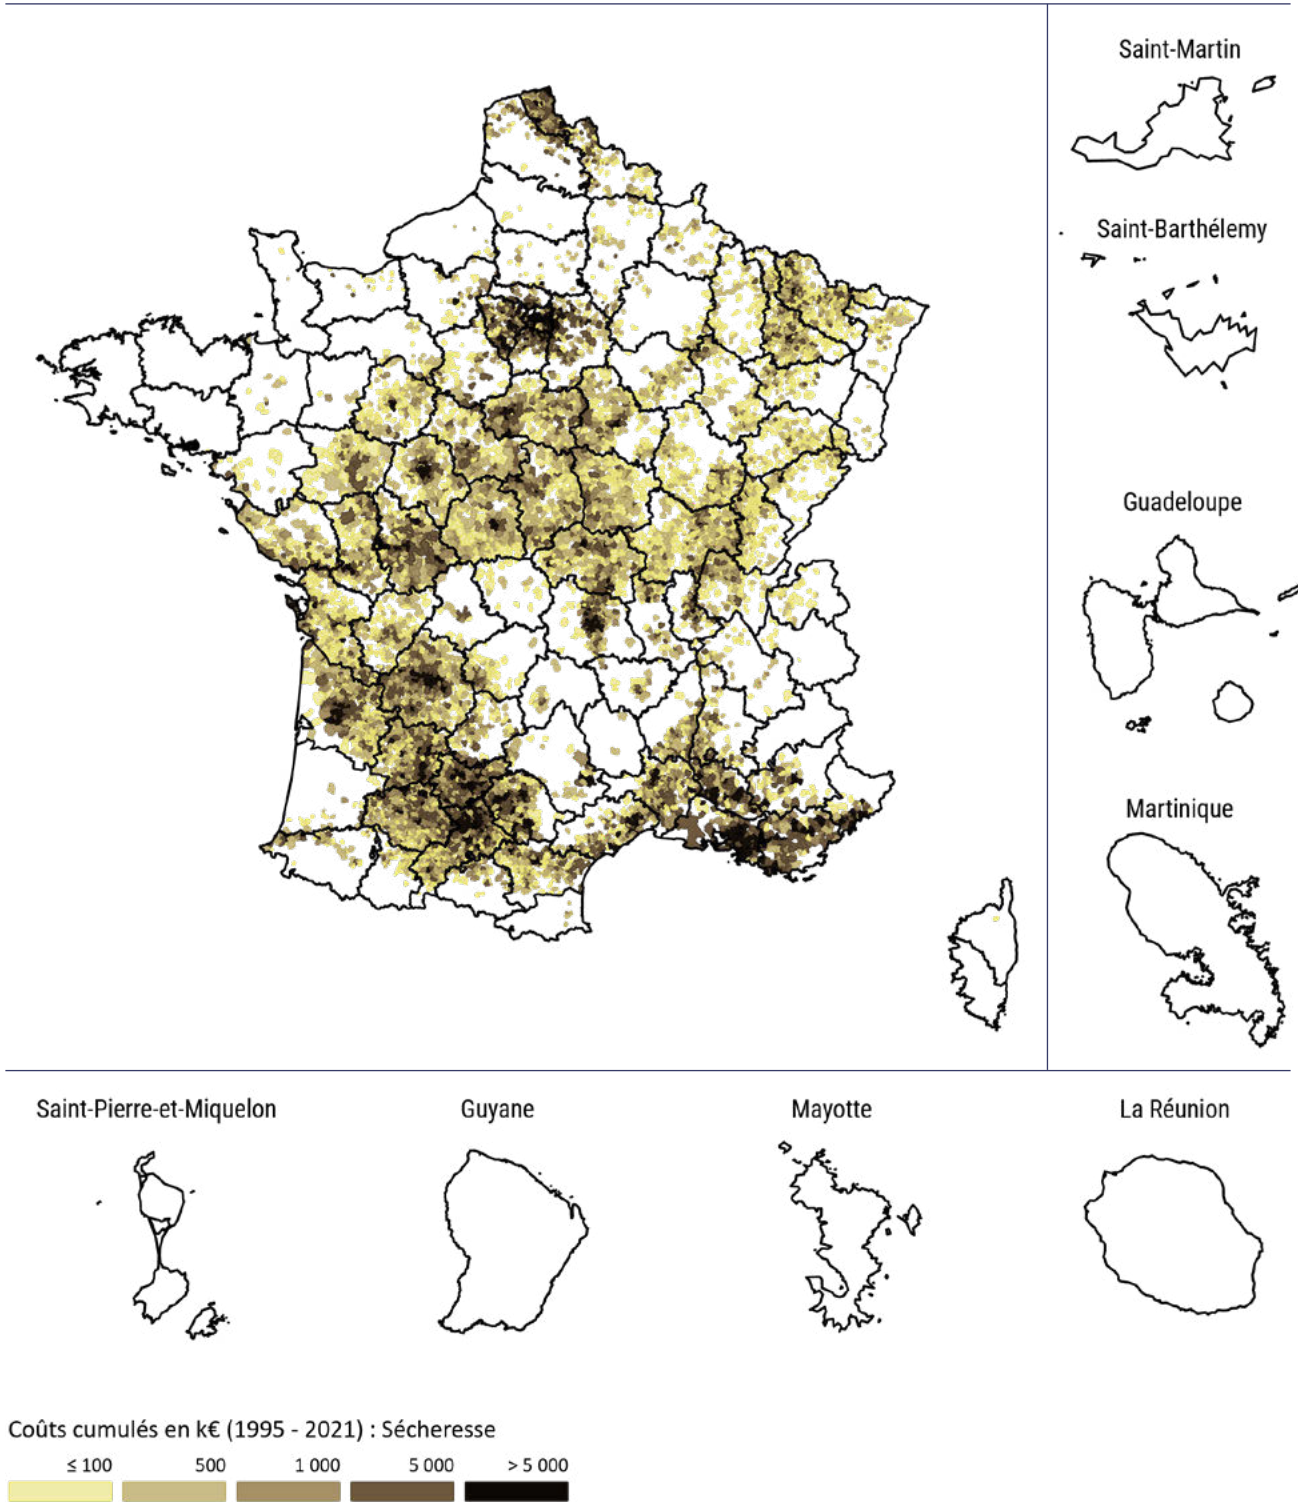 Saint-Martin
Saint-Barthélemy
Guadeloupe
Martinique
Saint-Pierre-et-Miquelon
Guyane
Mayotte
La Réunion
Coûts cumulés en k€ (1995 - 2021) : Sécheresse
≤ 100 500 1 000 5 000 > 5 000